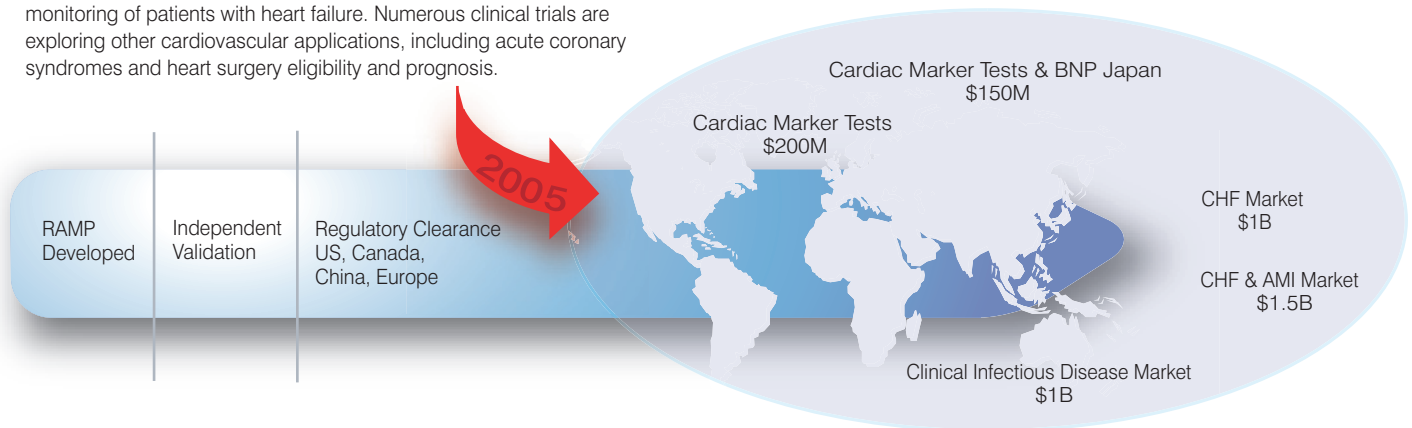 monitoring of patients with heart failure. Numerous clinical trials are
exploring other cardiovascular applications, including acute coronary
syndromes and heart surgery eligibility and prognosis.
Cardiac Marker Tests & BNP Japan
$150M
Cardiac Marker Tests
$200M
2005
RAMP
Developed
Independent
Validation
Regulatory Clearance
US, Canada,
China, Europe
CHF Market
$1B
CHF & AMI Market
$1.5B
Clinical Infectious Disease Market
$1B